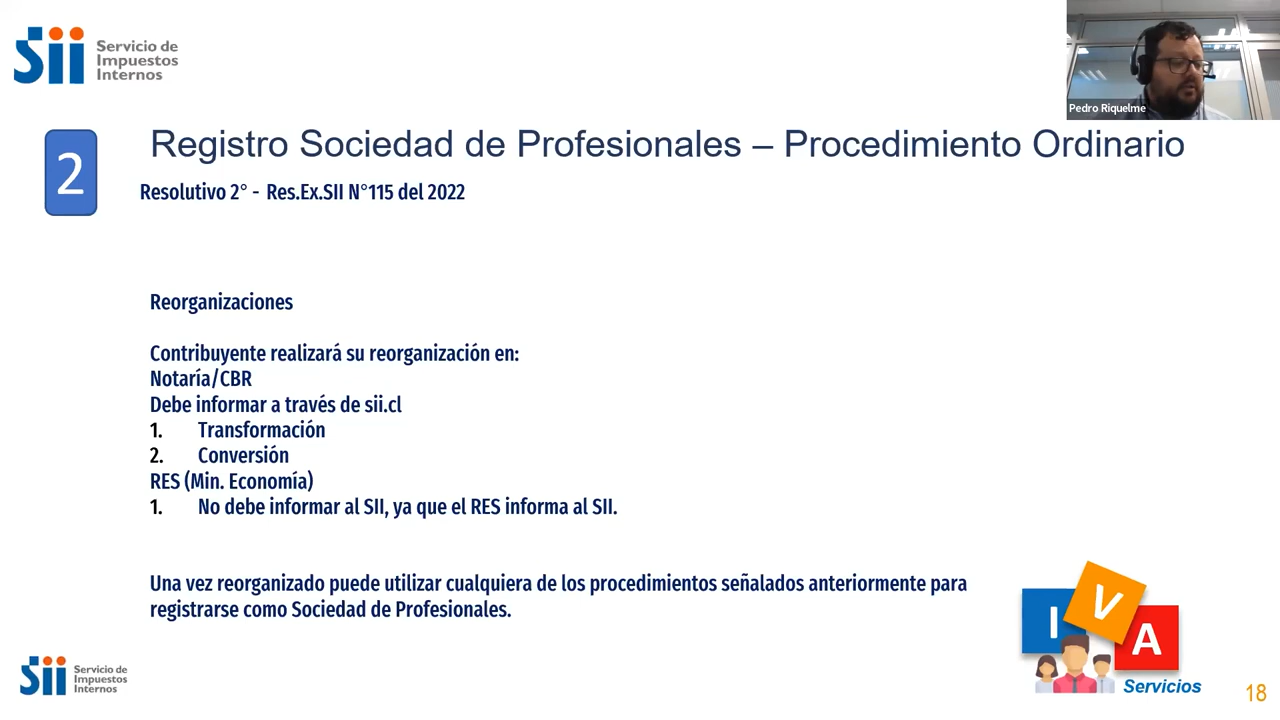 Sii Servicio de
Impuestos
Internos
Pedro Riquelme
2
Registro Sociedad de Profesionales – Procedimiento Ordinario
Resolutivo 2° - Res.Ex.SII N°115 del 2022
Reorganizaciones
Contribuyente realizará su reorganización en:
Notaría/CBR
Debe informar a través de sii.cl
1. Transformación
2. Conversión
RES (Min. Economía)
1. No debe informar al SII, ya que el RES informa al SII.
Una vez reorganizado puede utilizar cualquiera de los procedimientos señalados anteriormente para
registrarse como Sociedad de Profesionales.
Sii Servicio de
Impuestos
Internos
I V A
Servicios
18